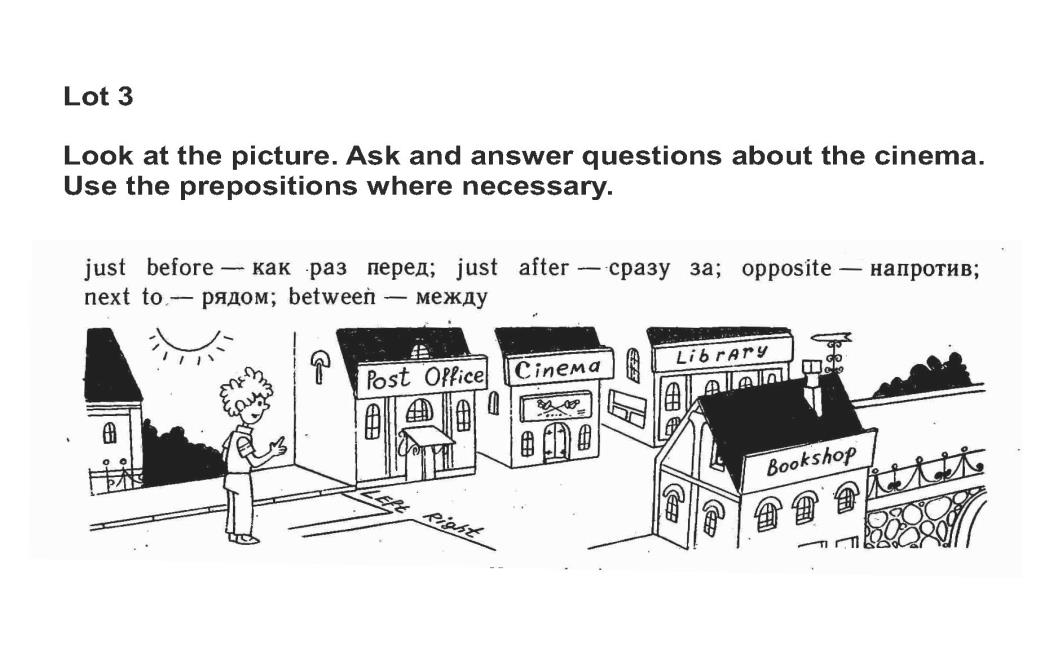 Lot 3
Look at the picture. Ask and answer questions about the cinema.
Use the prepositions where necessary.
just before — как раз перед; just after — сразу за; opposite — напротив;
next to — рядом; between — между
Post Office
Cinema
Library
Bookshop
Left Right